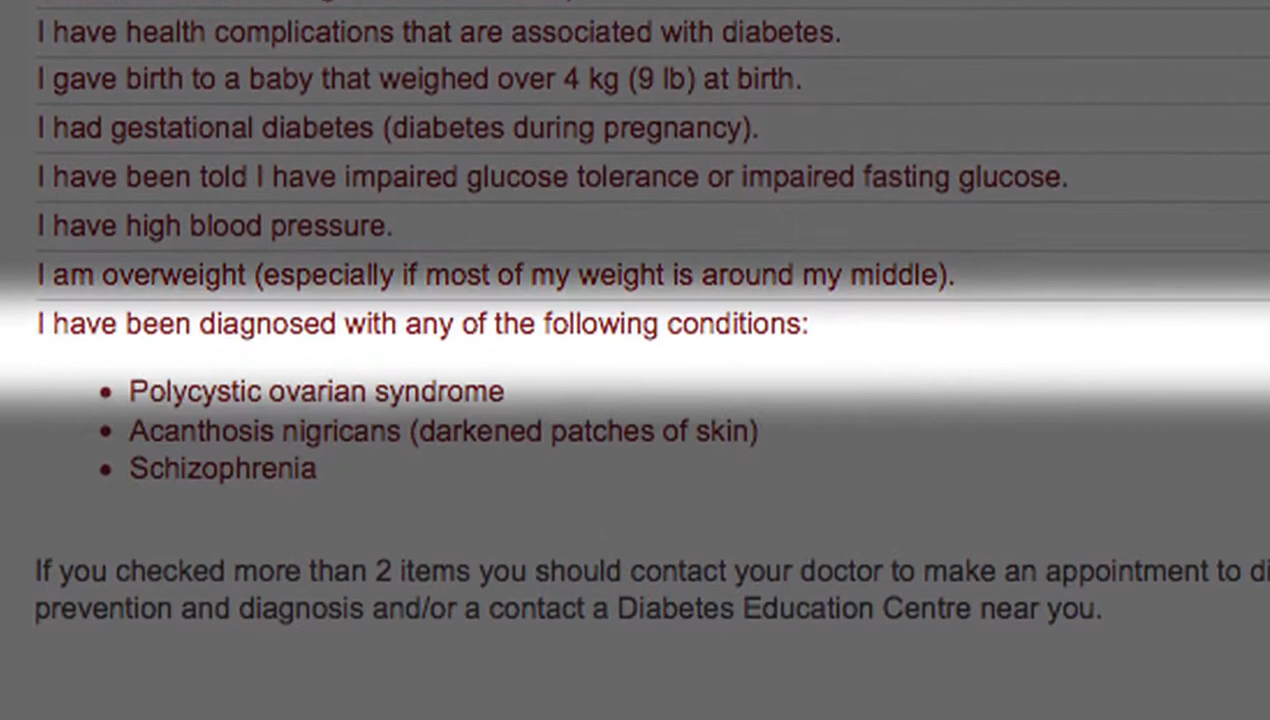 I have health complications that are associated with diabetes.
I gave birth to a baby that weighed over 4 kg (9 lb) at birth.
I had gestational diabetes (diabetes during pregnancy).
I have been told I have impaired glucose tolerance or impaired fasting glucose.
I have high blood pressure.
I am overweight (especially if most of my weight is around my middle).
I have been diagnosed with any of the following conditions:
• Polycystic ovarian syndrome
• Acanthosis nigricans (darkened patches of skin)
• Schizophrenia
If you checked more than 2 items you should contact your doctor to make an appointment to di
prevention and diagnosis and/or a contact a Diabetes Education Centre near you.